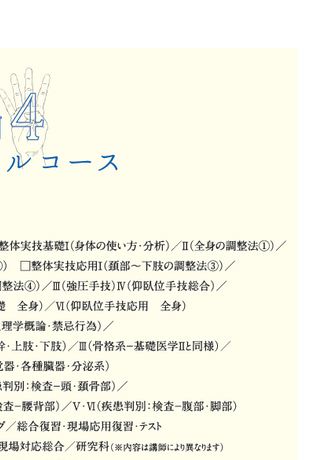 4
ルコース
整体実技基礎Ⅰ(身体の使い方・分析)／Ⅱ(全身の調整法①)／
) □整体実技応用Ⅰ(頚部～下肢の調整法③)／
整法④)／Ⅲ(強圧手技)Ⅳ(仰臥位手技総合)／
礎 全身)／Ⅵ(仰臥位手技応用 全身)
理学概論・禁忌行為)／
幹・上肢・下肢)／Ⅲ(骨格系−基礎医学Ⅱと同様)／
覚器・各種臓器・分泌系)
患判別：検査−頭・頚骨部)／
検査−腰背部)／Ⅴ・Ⅵ(疾患判別：検査−腹部・脚部)
グ／総合復習・現場応用復習・テスト
現場対応総合／研究科(※内容は講師により異なります)